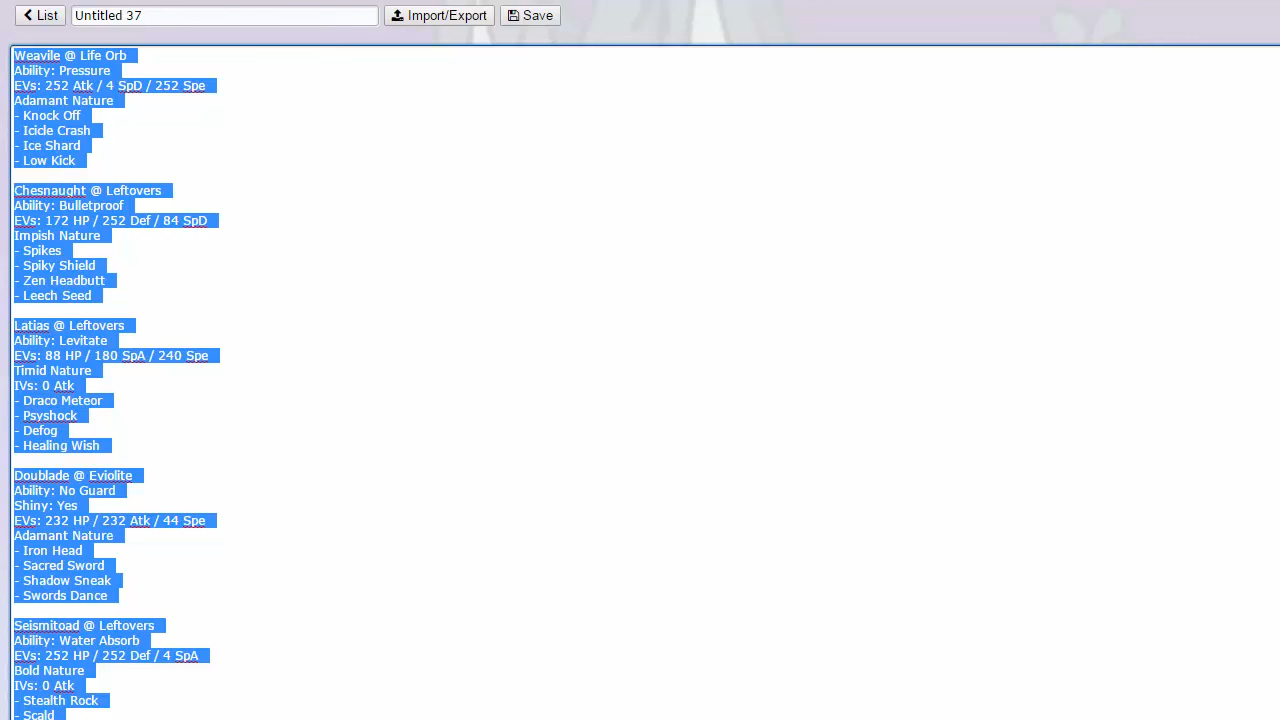 List
Untitled 37
Import/Export
Save
Weavile @ Life Orb
Ability: Pressure
EVs: 252 Atk / 4 SpD / 252 Spe
Adamant Nature
- Knock Off
- Icicle Crash
- Ice Shard
- Low Kick
Chesnaught @ Leftovers
Ability: Bulletproof
EVs: 172 HP / 252 Def / 84 SpD
Impish Nature
- Spikes
- Spiky Shield
- Zen Headbutt
- Leech Seed
Latias @ Leftovers
Ability: Levitate
EVs: 88 HP / 180 SpA / 240 Spe
Timid Nature
IVs: 0 Atk
- Draco Meteor
- Psyshock
- Defog
- Healing Wish
Doublade @ Eviolite
Ability: No Guard
Shiny: Yes
EVs: 232 HP / 232 Atk / 44 Spe
Adamant Nature
- Iron Head
- Sacred Sword
- Shadow Sneak
- Swords Dance
Seismitoad @ Leftovers
Ability: Water Absorb
EVs: 252 HP / 252 Def / 4 SpA
Bold Nature
IVs: 0 Atk
- Stealth Rock
- Scald